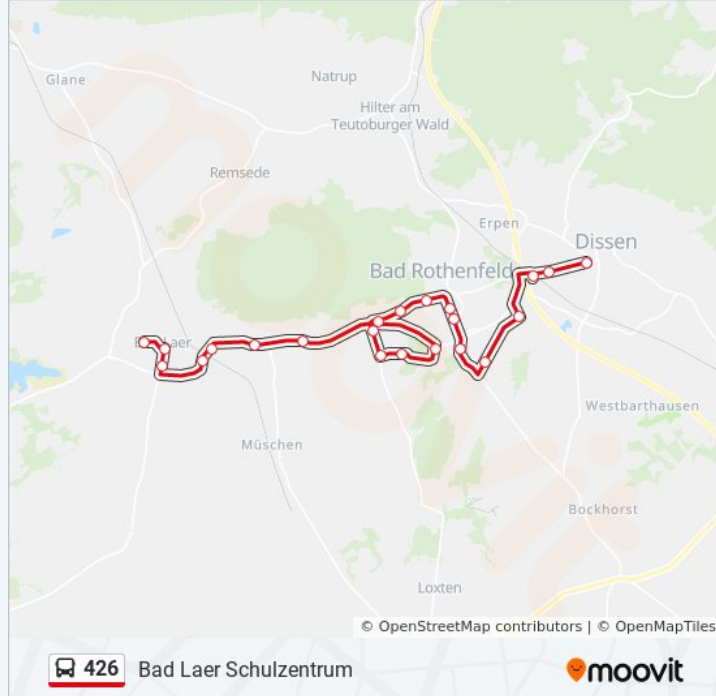 Glane
Natrup
Hilter am
Teutoburger Wald
Remsede
Erpen
Dissen
Bad Rothenfeld
Müschen
Westbarthausen
Bockhorst
Loxten
© OpenStreetMap contributors | © OpenMapTiles
426 Bad Laer Schulzentrum
moovit